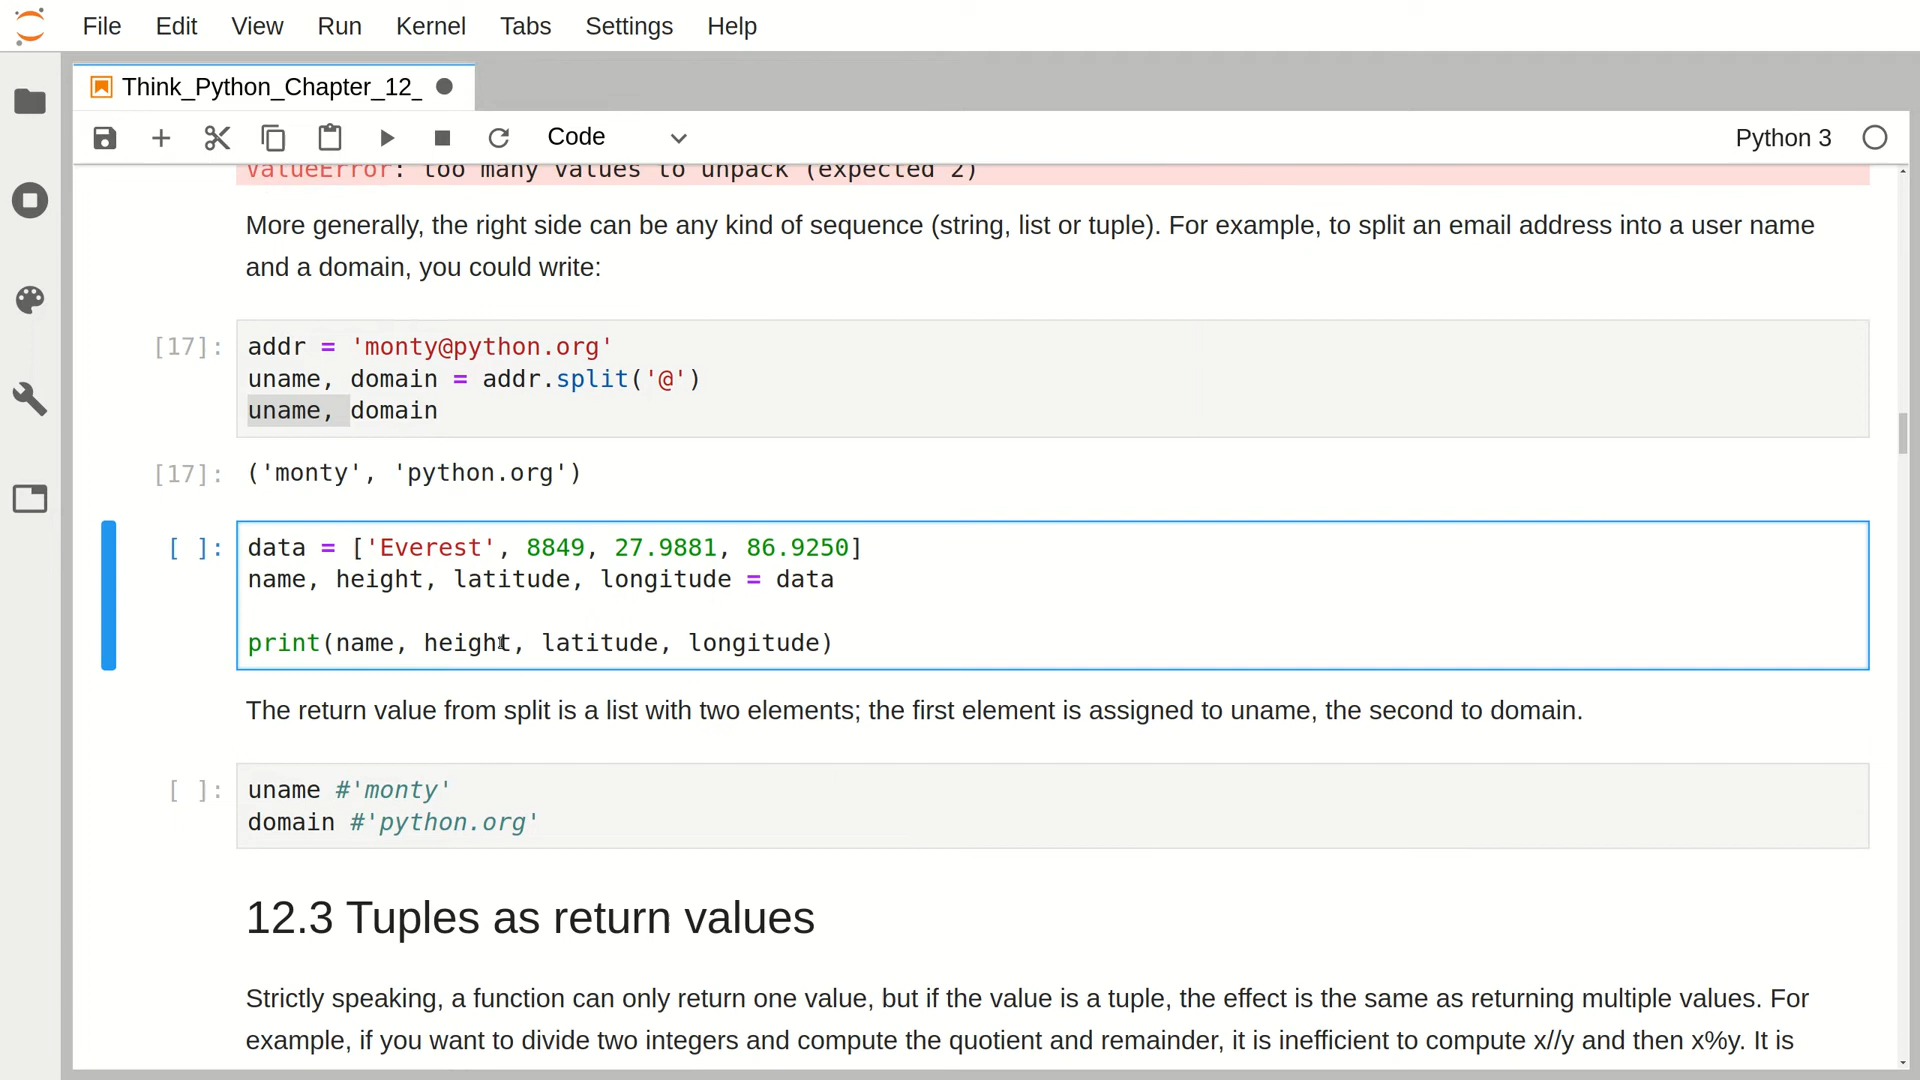 File Edit View Run Kernel Tabs Settings Help
Think_Python_Chapter_12_
Code
Python 3
ValueError: too many values to unpack (expected 2)
More generally, the right side can be any kind of sequence (string, list or tuple). For example, to split an email address into a user name
and a domain, you could write:
[17]: addr = 'monty@python.org'
uname, domain = addr.split('@')
uname, domain
[17]: ('monty', 'python.org')
[ ]: data = ['Everest', 8849, 27.9881, 86.9250]
name, height, latitude, longitude = data
print(name, height, latitude, longitude)
The return value from split is a list with two elements; the first element is assigned to uname, the second to domain.
[ ]: uname #'monty'
domain #'python.org'
12.3 Tuples as return values
Strictly speaking, a function can only return one value, but if the value is a tuple, the effect is the same as returning multiple values. For
example, if you want to divide two integers and compute the quotient and remainder, it is inefficient to compute x//y and then x%y. It is